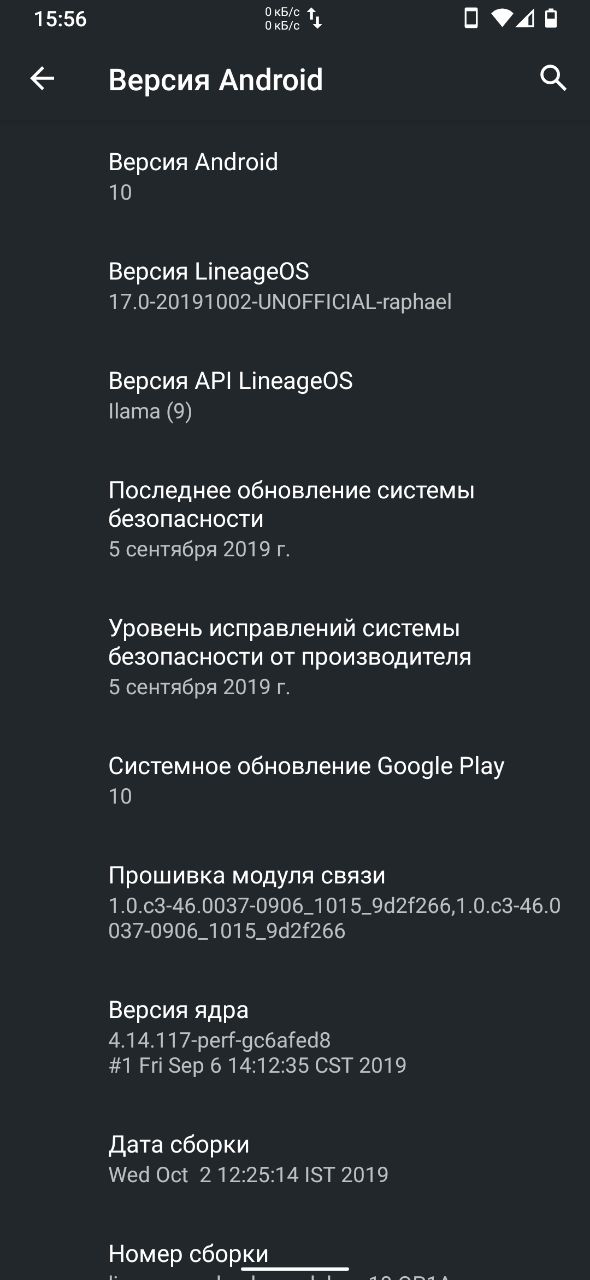 15:56
0 кБ/с
0 кБ/с
Версия Android
Версия Android
10
Версия LineageOS
17.0-20191002-UNOFFICIAL-raphael
Версия API LineageOS
Ilama (9)
Последнее обновление системы
безопасности
5 сентября 2019 г.
Уровень исправлений системы
безопасности от производителя
5 сентября 2019 г.
Системное обновление Google Play
10
Прошивка модуля связи
1.0.c3-46.0037-0906_1015_9d2f266,1.0.c3-46.0
037-0906_1015_9d2f266
Версия ядра
4.14.117-perf-gc6afed8
#1 Fri Sep 6 14:12:35 CST 2019
Дата сборки
Wed Oct  2 12:25:14 IST 2019
Номер сборки